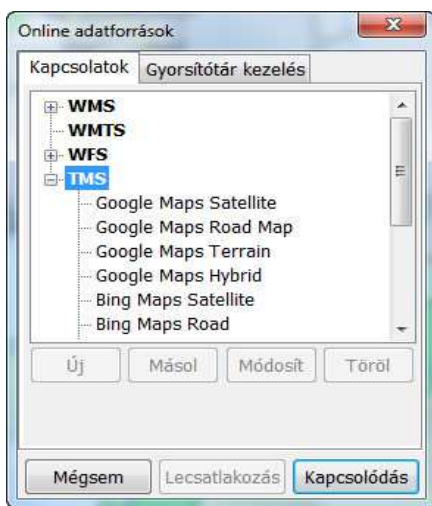 Online adatforrások
Kapcsolatok Gyorsítótár kezelés
WMS
WMTS
WFS
TMS
Google Maps Satellite
Google Maps Road Map
Google Maps Terrain
Google Maps Hybrid
Bing Maps Satellite
Bing Maps Road
Új Másol Módosít Töröl
Mégsem Lecsatlakozás Kapcsolódás